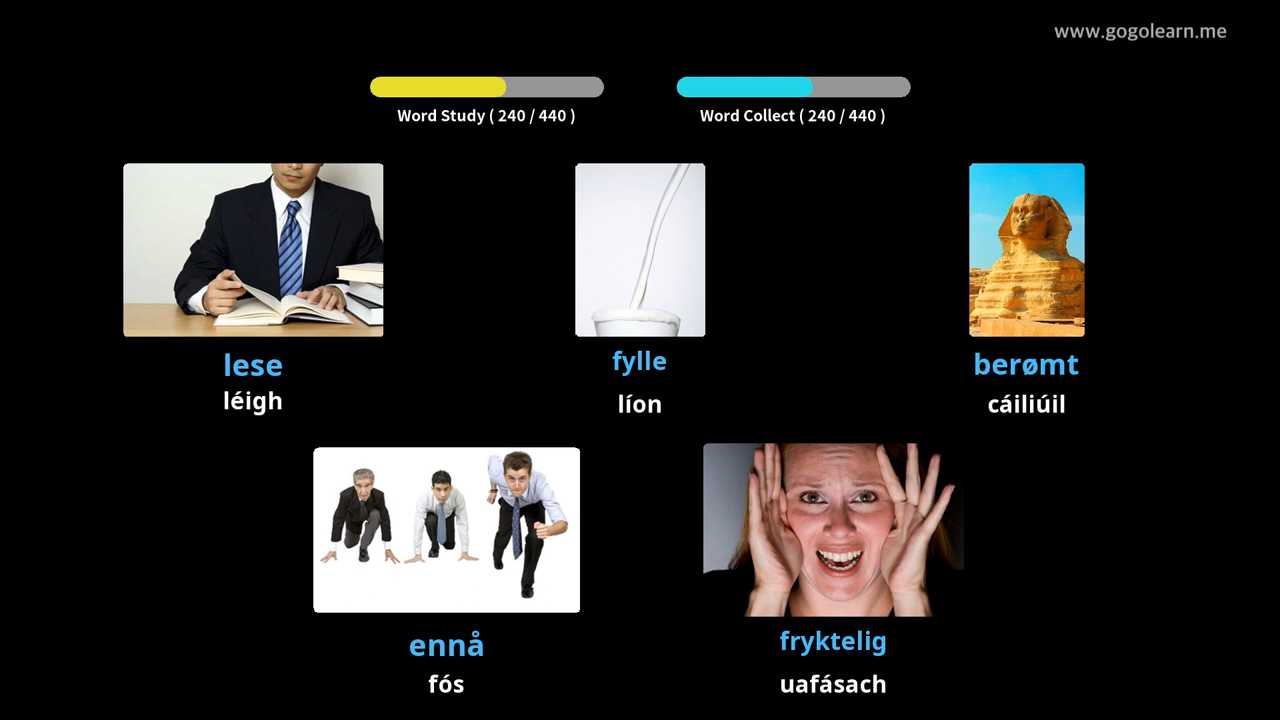 www.gogolearn.me
Word Study ( 240 / 440 )
Word Collect ( 240 / 440 )
lese
léigh
fylle
líon
berømt
cáiliúil
ennå
fós
fryktelig
uafásach